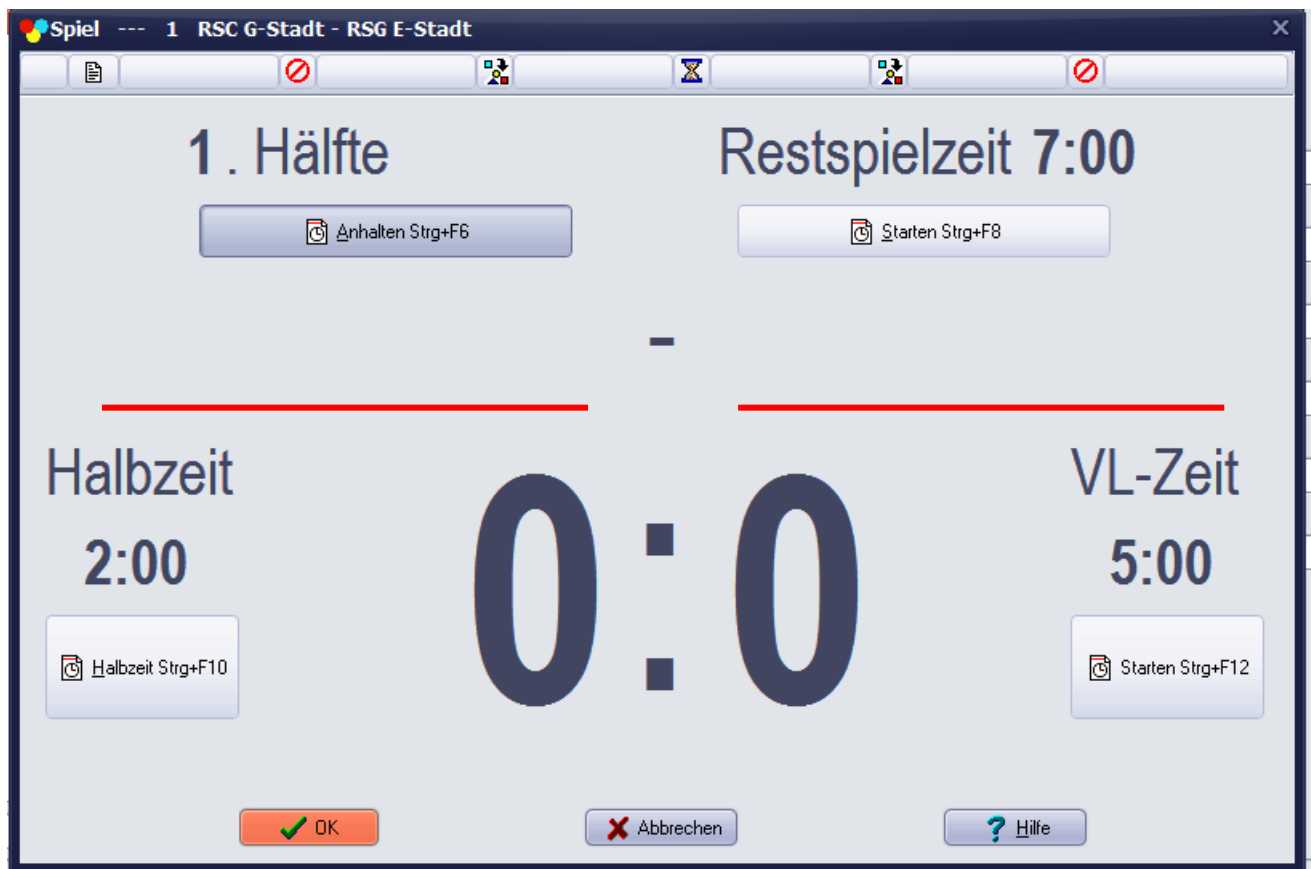 Spiel --- 1 RSC G-Stadt - RSG E-Stadt
1. Hälfte
Restspielzeit 7:00
Anhalten Strg+F6
Starten Strg+F8
-
Halbzeit
2:00
Halbzeit Strg+F10
0:0
VL-Zeit
5:00
Starten Strg+F12
OK
Abbrechen
Hilfe